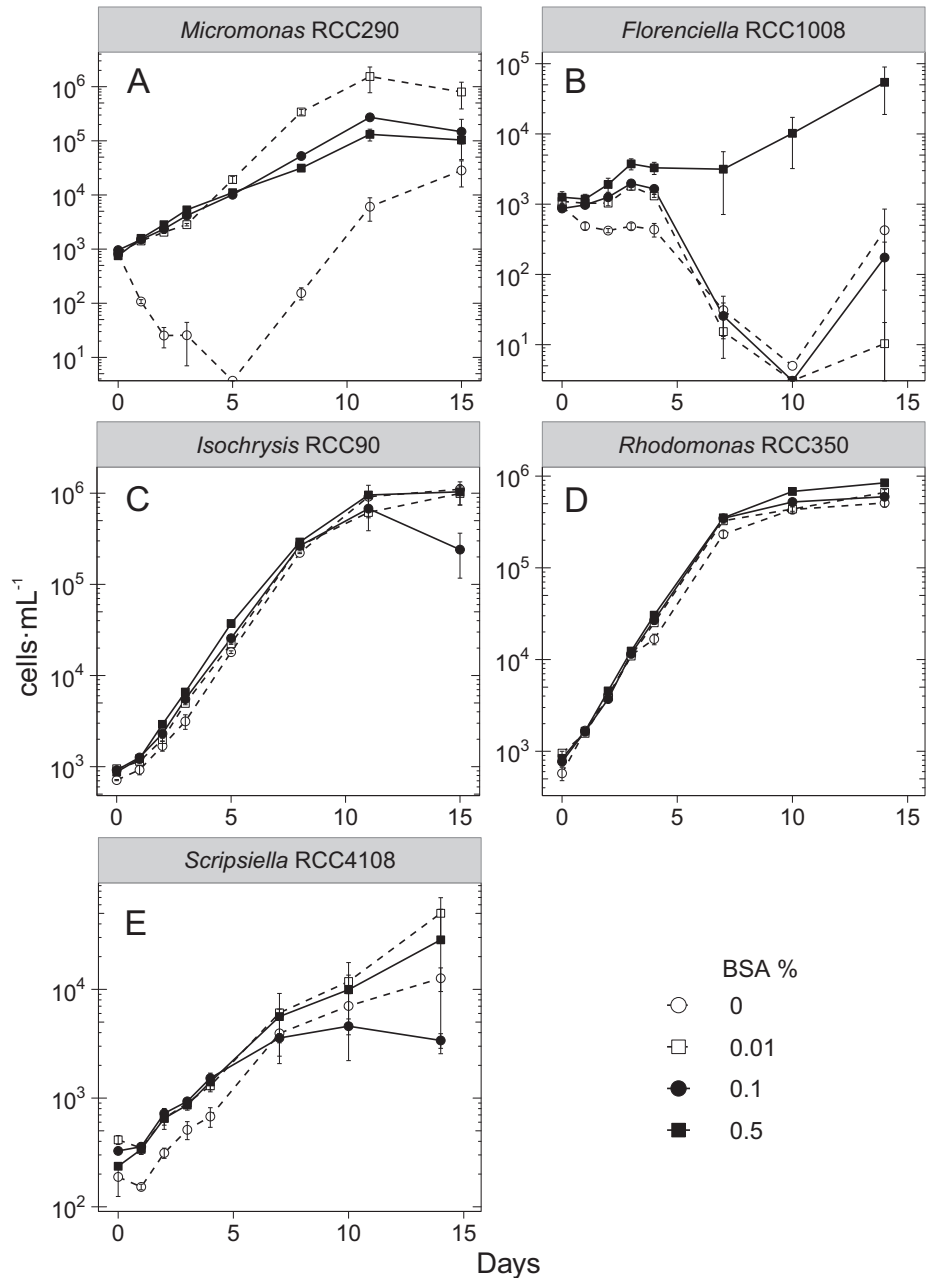 Micromonas RCC290
Florenciella RCC1008
A
10^6
10^5
10^4
10^3
10^2
10^1
0 5 10 15
B
10^5
10^4
10^3
10^2
10^1
0 5 10 15
Isochrysis RCC90
Rhodomonas RCC350
C
10^6
10^5
10^4
10^3
0 5 10 15
D
10^6
10^5
10^4
10^3
0 5 10 15
cells·mL^-1
Scripsiella RCC4108
E
10^4
10^3
10^2
0 5 10 15
BSA %
0
0.01
0.1
0.5
Days